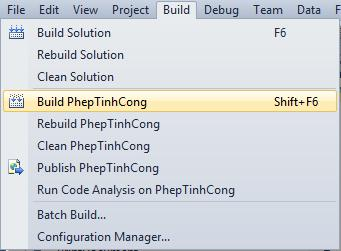 File Edit View Project Build Debug Team Data
Build Solution F6
Rebuild Solution
Clean Solution
Build PhepTinhCong Shift+F6
Rebuild PhepTinhCong
Clean PhepTinhCong
Publish PhepTinhCong
Run Code Analysis on PhepTinhCong
Batch Build...
Configuration Manager...